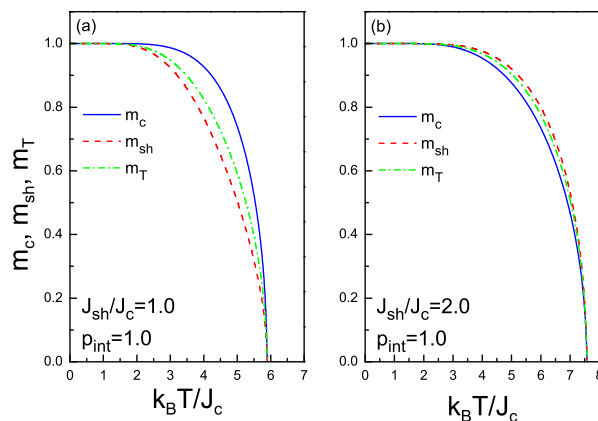 (a)
(b)
1.0
0.8
0.6
0.4
0.2
0.0
1.0
0.8
0.6
0.4
0.2
0.0
m_c, m_sh, m_T
m_c
m_sh
m_T
m_c
m_sh
m_T
J_sh/J_c=1.0
p_int=1.0
J_sh/J_c=2.0
p_int=1.0
0 1 2 3 4 5 6 7
0 1 2 3 4 5 6 7 8
k_BT/J_c
k_BT/J_c